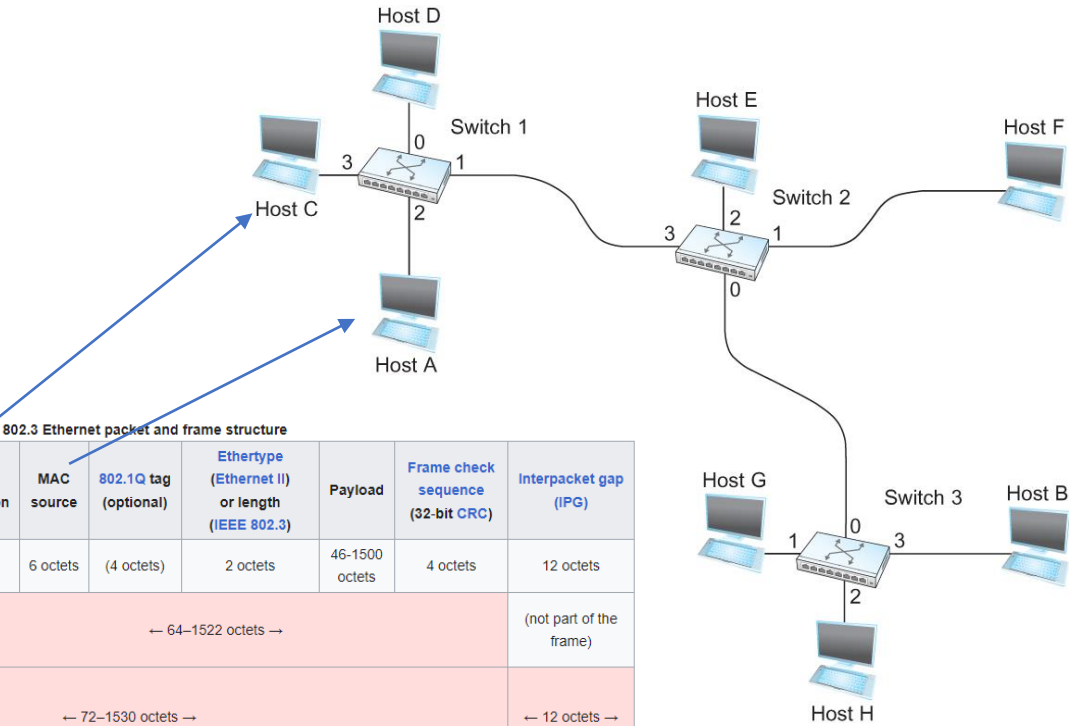 Host D
Host E
Host F
Switch 1
0
3
1
2
Host C
Switch 2
2
3
1
0
Host A
802.3 Ethernet packet and frame structure
on
MAC
source
802.1Q tag
(optional)
Ethertype
(Ethernet II)
or length
(IEEE 802.3)
Payload
Frame check
sequence
(32-bit CRC)
Interpacket gap
(IPG)
6 octets
(4 octets)
2 octets
46-1500
octets
4 octets
12 octets
← 64–1522 octets →
(not part of the
frame)
← 72–1530 octets →
← 12 octets →
Host G
Switch 3
Host B
0
1
3
2
Host H